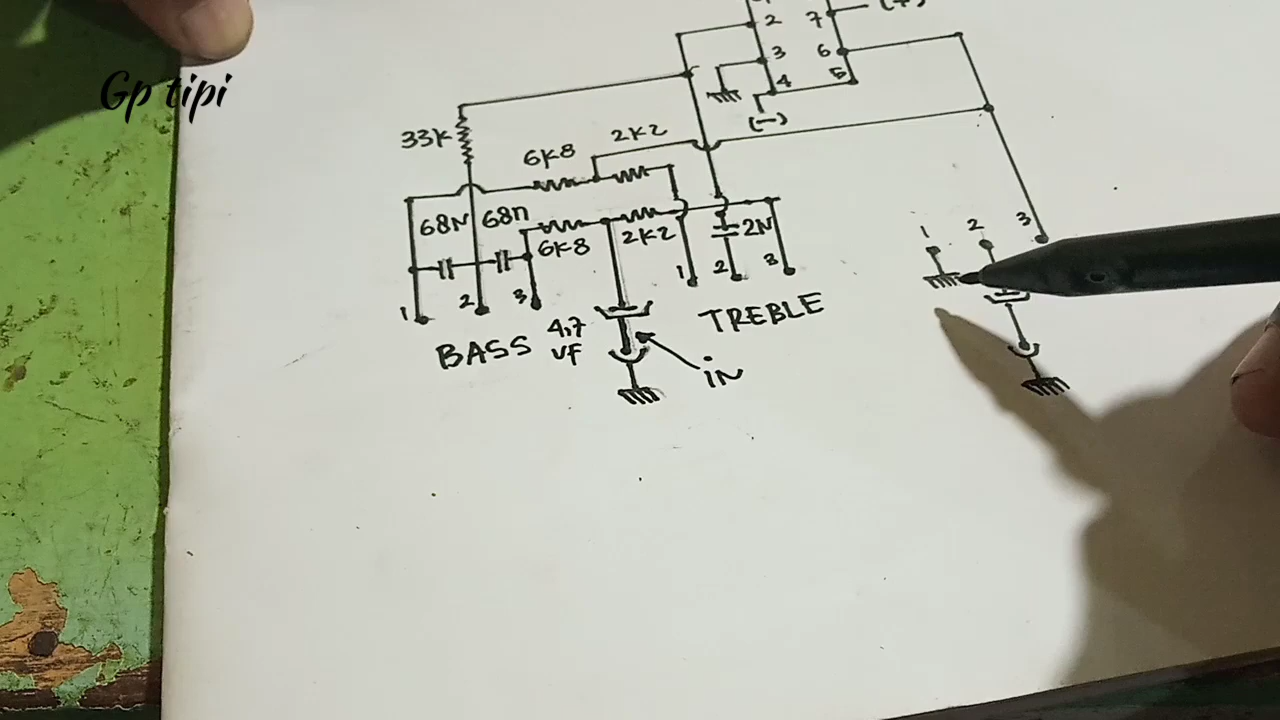 Gp tipi
2 7 (+)
3 6
4 5
(-)
33K
6K8 2K2
68N 68n
6K8 2K2 2N
1 2 3
1 2 3
1 2 3
BASS TREBLE
4,7
UF
iN